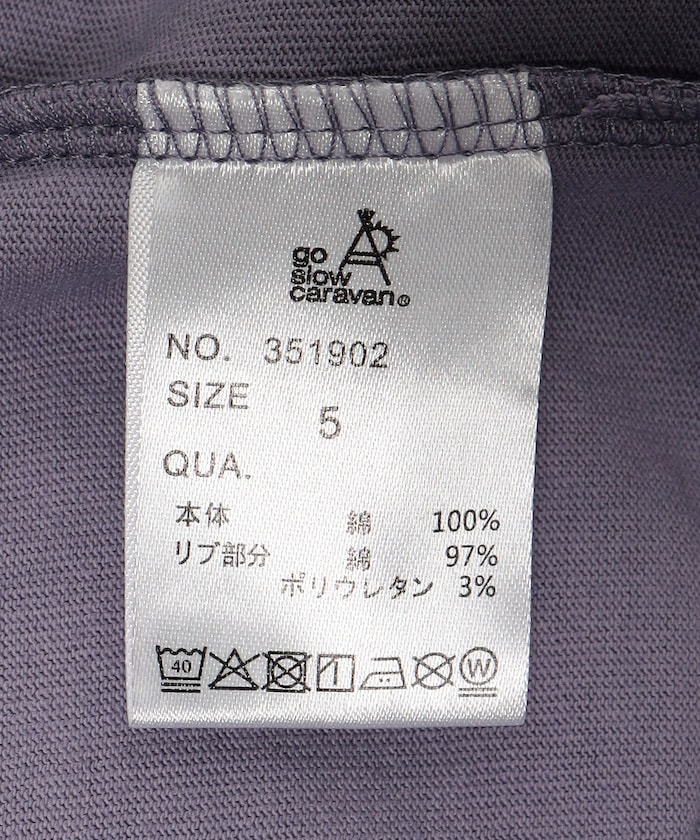 go
slow
caravan®
NO. 351902
SIZE
5
QUA.
本体 綿 100%
リブ部分 綿 97%
ポリウレタン 3%
40
W